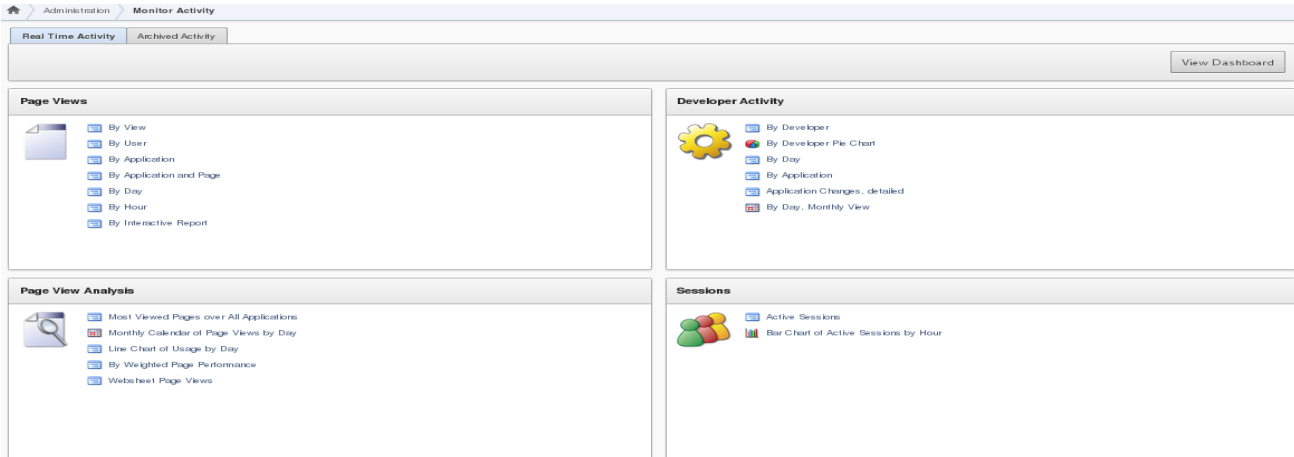 Administration Monitor Activity
Real Time Activity Archived Activity
View Dashboard
Page Views
By View
By User
By Application
By Application and Page
By Day
By Hour
By Interactive Report
Developer Activity
By Developer
By Developer Pie Chart
By Day
By Application
Application Changes, detailed
By Day, Monthly View
Page View Analysis
Most Viewed Pages over All Applications
Monthly Calendar of Page Views by Day
Line Chart of Usage by Day
By Weighted Page Performance
Websheet Page Views
Sessions
Active Sessions
Bar Chart of Active Sessions by Hour